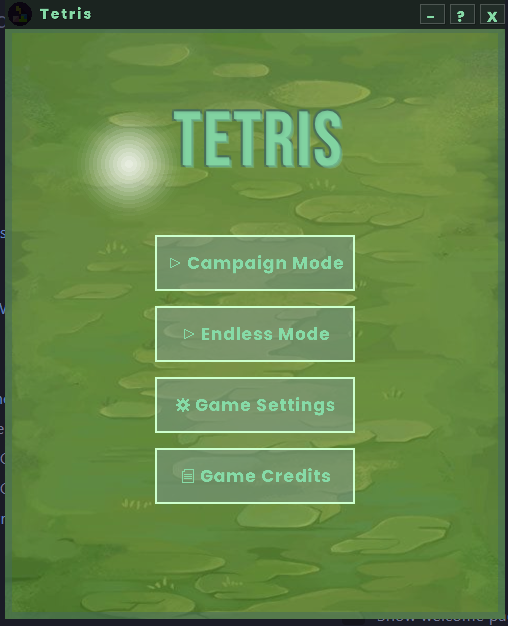 Tetris
– ? X
TETRIS
▷ Campaign Mode
▷ Endless Mode
Game Settings
Game Credits